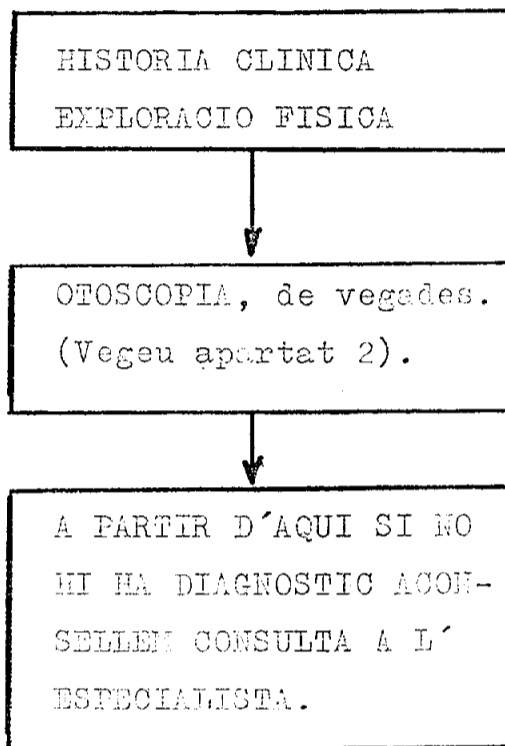 HISTORIA CLINICA
EXPLORACIO FISICA
OTOSCOPIA, de vegades.
(Vegeu apartat 2).
A PARTIR D´AQUI SI NO
HI HA DIAGNOSTIC ACON-
SELLEM CONSULTA A L´
ESPECIALISTA.